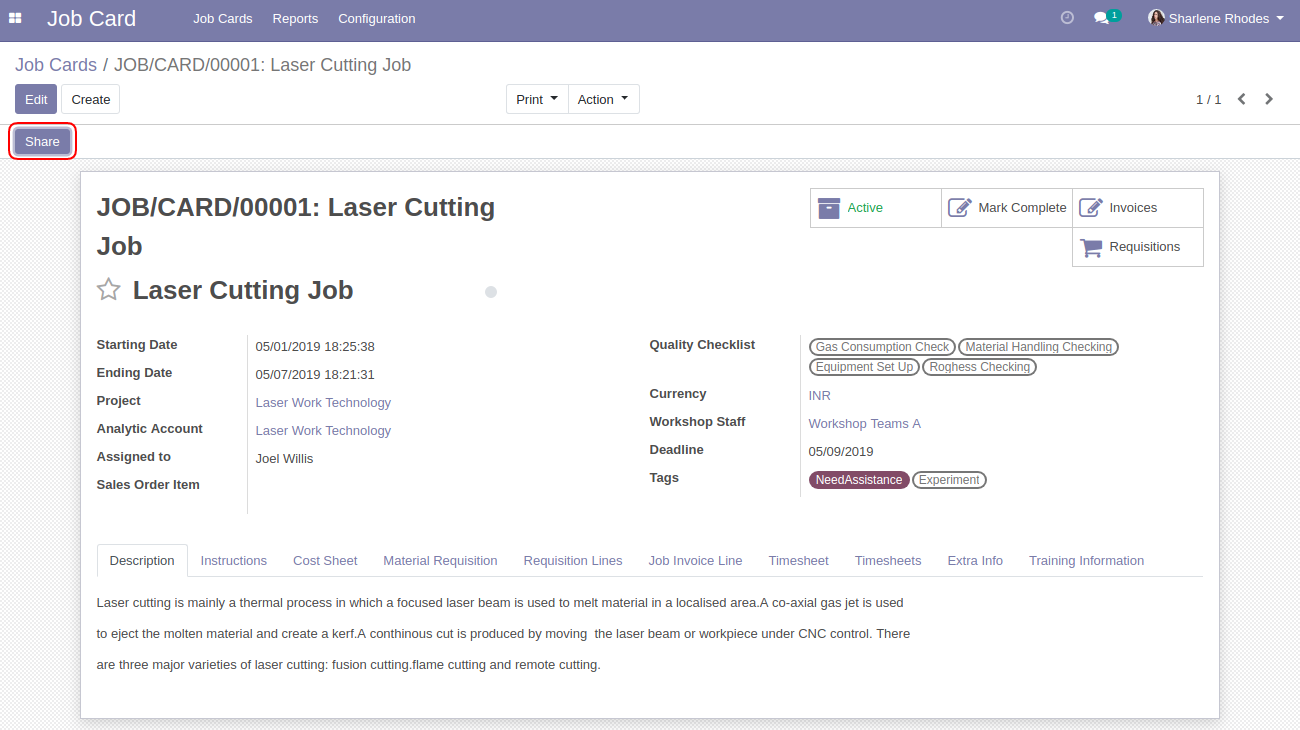 Job Card Job Cards Reports Configuration 1 Sharlene Rhodes
Job Cards / JOB/CARD/00001: Laser Cutting Job
Edit Create Print Action 1 / 1
Share
JOB/CARD/00001: Laser Cutting
Job
Active Mark Complete Invoices
Requisitions
Laser Cutting Job
Starting Date 05/01/2019 18:25:38
Ending Date 05/07/2019 18:21:31
Project Laser Work Technology
Analytic Account Laser Work Technology
Assigned to Joel Willis
Sales Order Item
Quality Checklist Gas Consumption Check Material Handling Checking
Equipment Set Up Roghess Checking
Currency INR
Workshop Staff Workshop Teams A
Deadline 05/09/2019
Tags NeedAssistance Experiment
Description Instructions Cost Sheet Material Requisition Requisition Lines Job Invoice Line Timesheet Timesheets Extra Info Training Information
Laser cutting is mainly a thermal process in which a focused laser beam is used to melt material in a localised area.A co-axial gas jet is used
to eject the molten material and create a kerf.A conthinous cut is produced by moving  the laser beam or workpiece under CNC control. There
are three major varieties of laser cutting: fusion cutting.flame cutting and remote cutting.